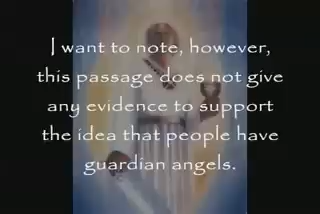 I want to note, however,
this passage does not give
any evidence to support
the idea that people have
guardian angels.